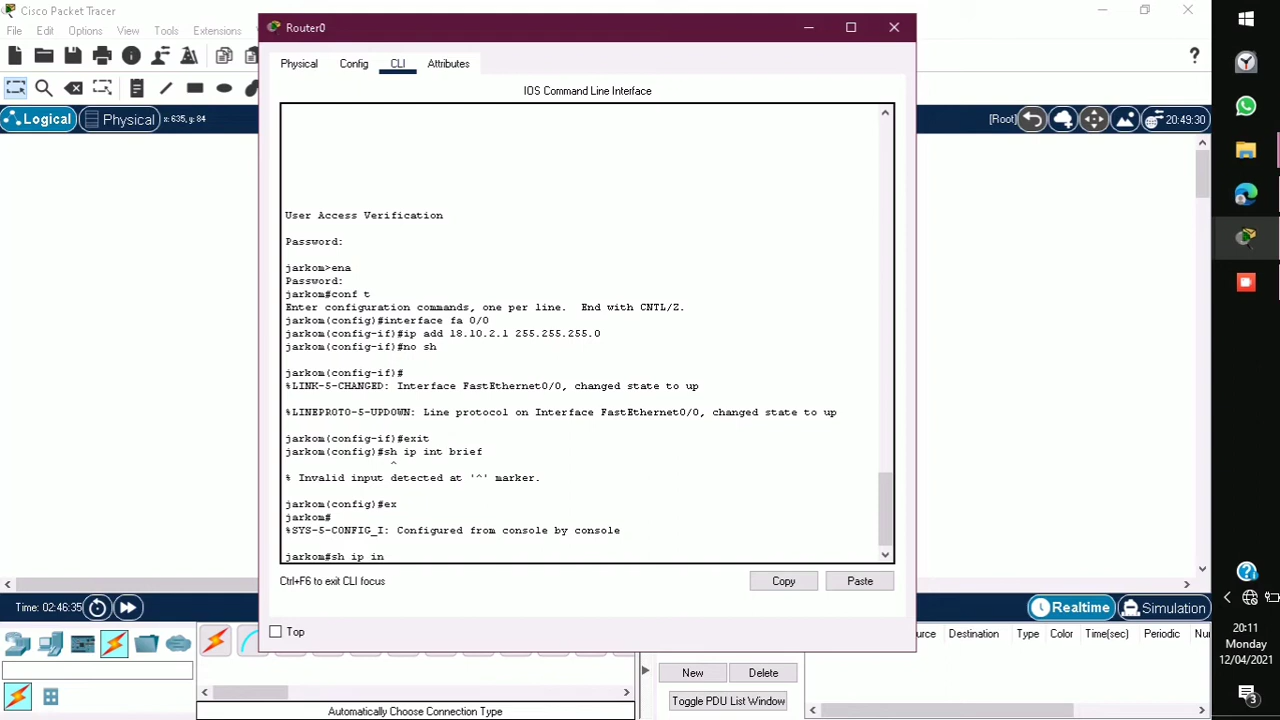 Cisco Packet Tracer
File Edit Options View Tools Extensions
Router0
Physical Config CLI Attributes
IOS Command Line Interface
Logical Physical x: 635, y: 84
[Root] 20:49:30
User Access Verification
Password:
jarkom>ena
Password:
jarkom#conf t
Enter configuration commands, one per line. End with CNTL/Z.
jarkom(config)#interface fa 0/0
jarkom(config-if)#ip add 18.10.2.1 255.255.255.0
jarkom(config-if)#no sh
jarkom(config-if)#
%LINK-5-CHANGED: Interface FastEthernet0/0, changed state to up
%LINEPROTO-5-UPDOWN: Line protocol on Interface FastEthernet0/0, changed state to up
jarkom(config-if)#exit
jarkom(config)#sh ip int brief
^
% Invalid input detected at '^' marker.
jarkom(config)#ex
jarkom#
%SYS-5-CONFIG_I: Configured from console by console
jarkom#sh ip in
Ctrl+F6 to exit CLI focus
Copy Paste
Top
Time: 02:46:35
Realtime Simulation
ource Destination Type Color Time(sec) Periodic Nu
New Delete
Toggle PDU List Window
Automatically Choose Connection Type
20:11
Monday
12/04/2021
3